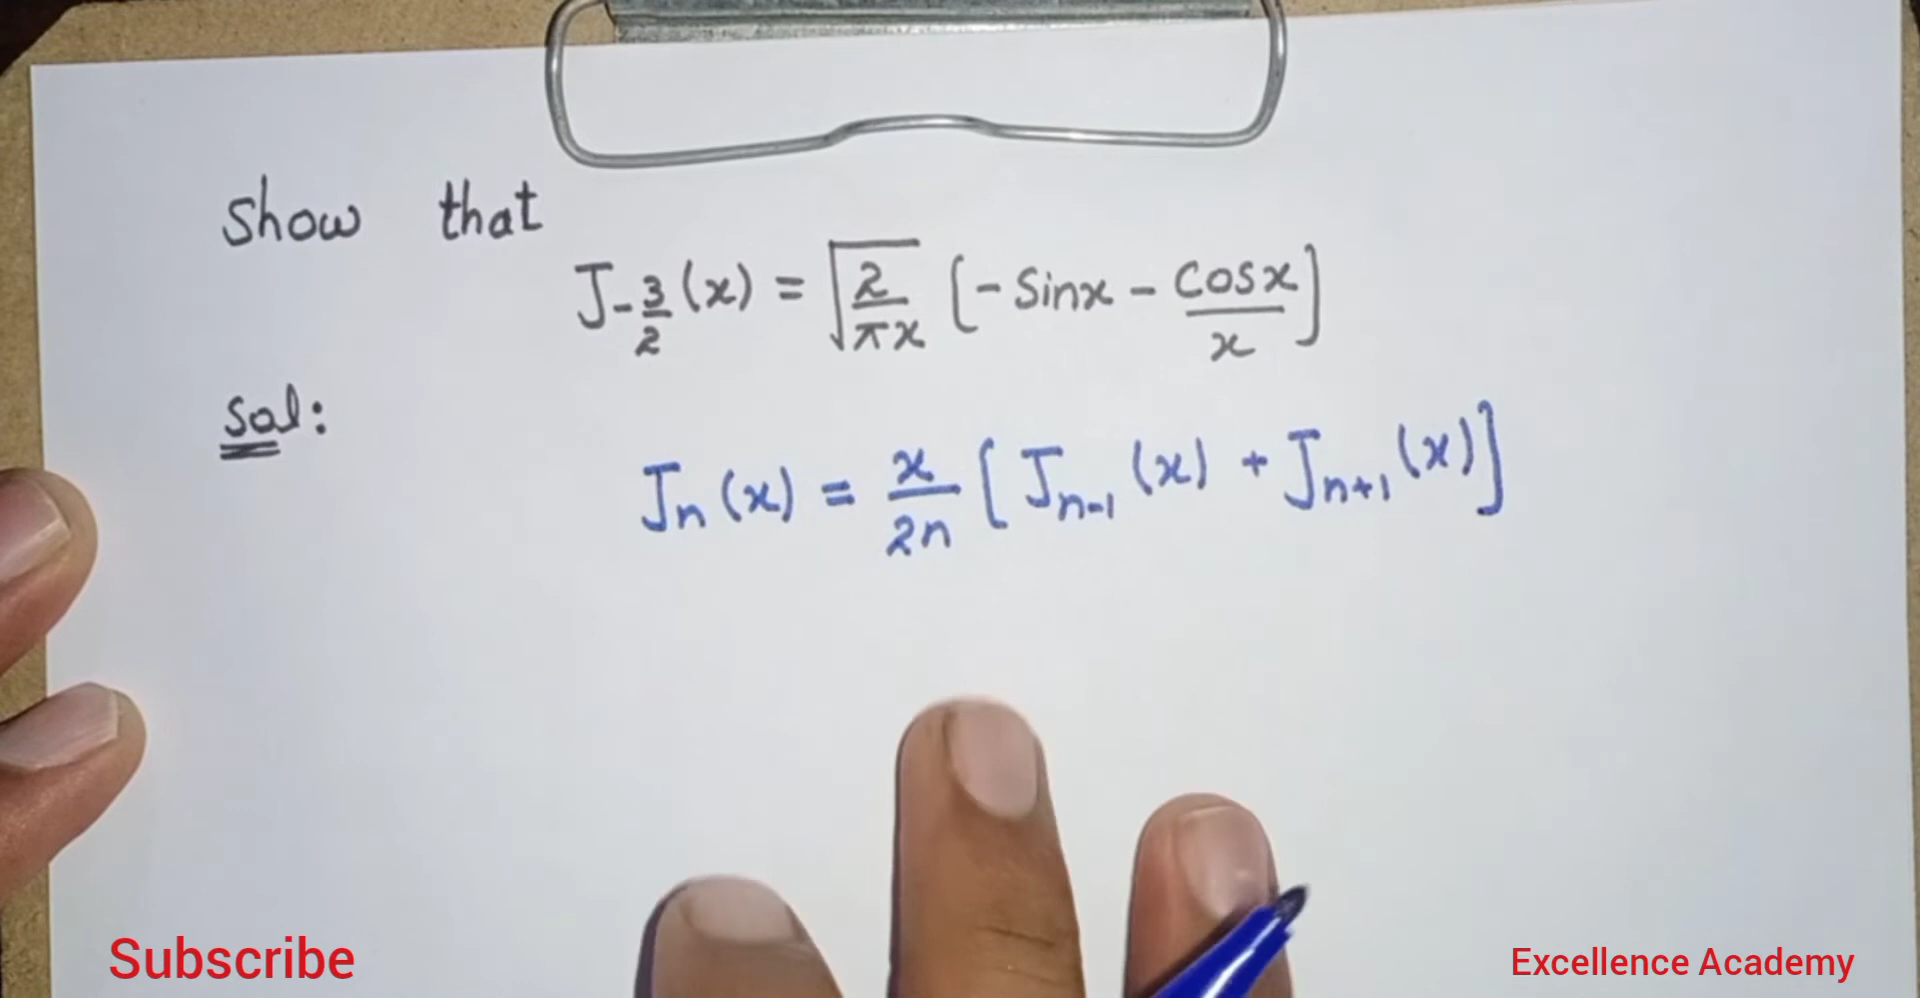 Show that
J-3/2(x) = √2/πx [-Sinx - Cosx/x]
Sol:
Jn(x) = x/2n [Jn-1(x) + Jn+1(x)]
Subscribe
Excellence Academy